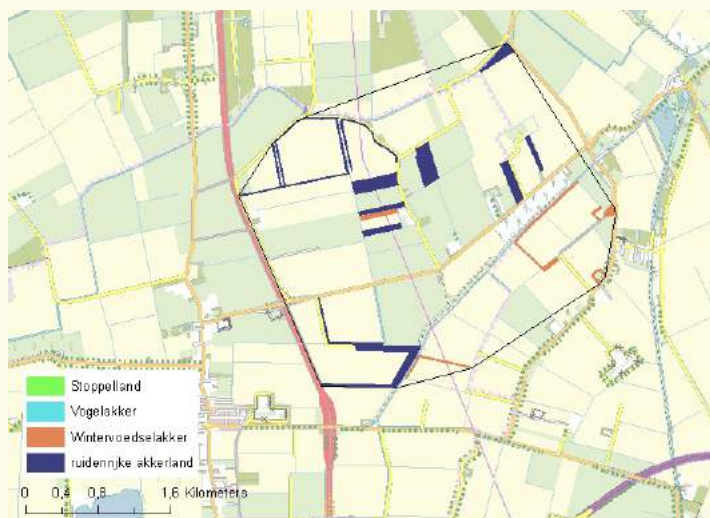 Stoppelland
Vogelakker
Wintervoedselakker
ruidenrijke akkerland
0 0,4 0,8 1,6 Kilometers